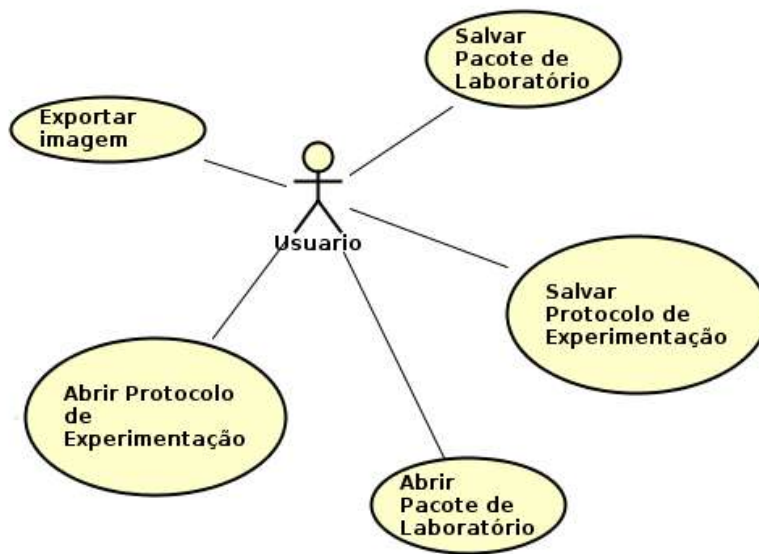 Salvar
Pacote de
Laboratório
Exportar
imagem
Usuario
Salvar
Protocolo de
Experimentação
Abrir Protocolo
de
Experimentação
Abrir
Pacote de
Laboratório